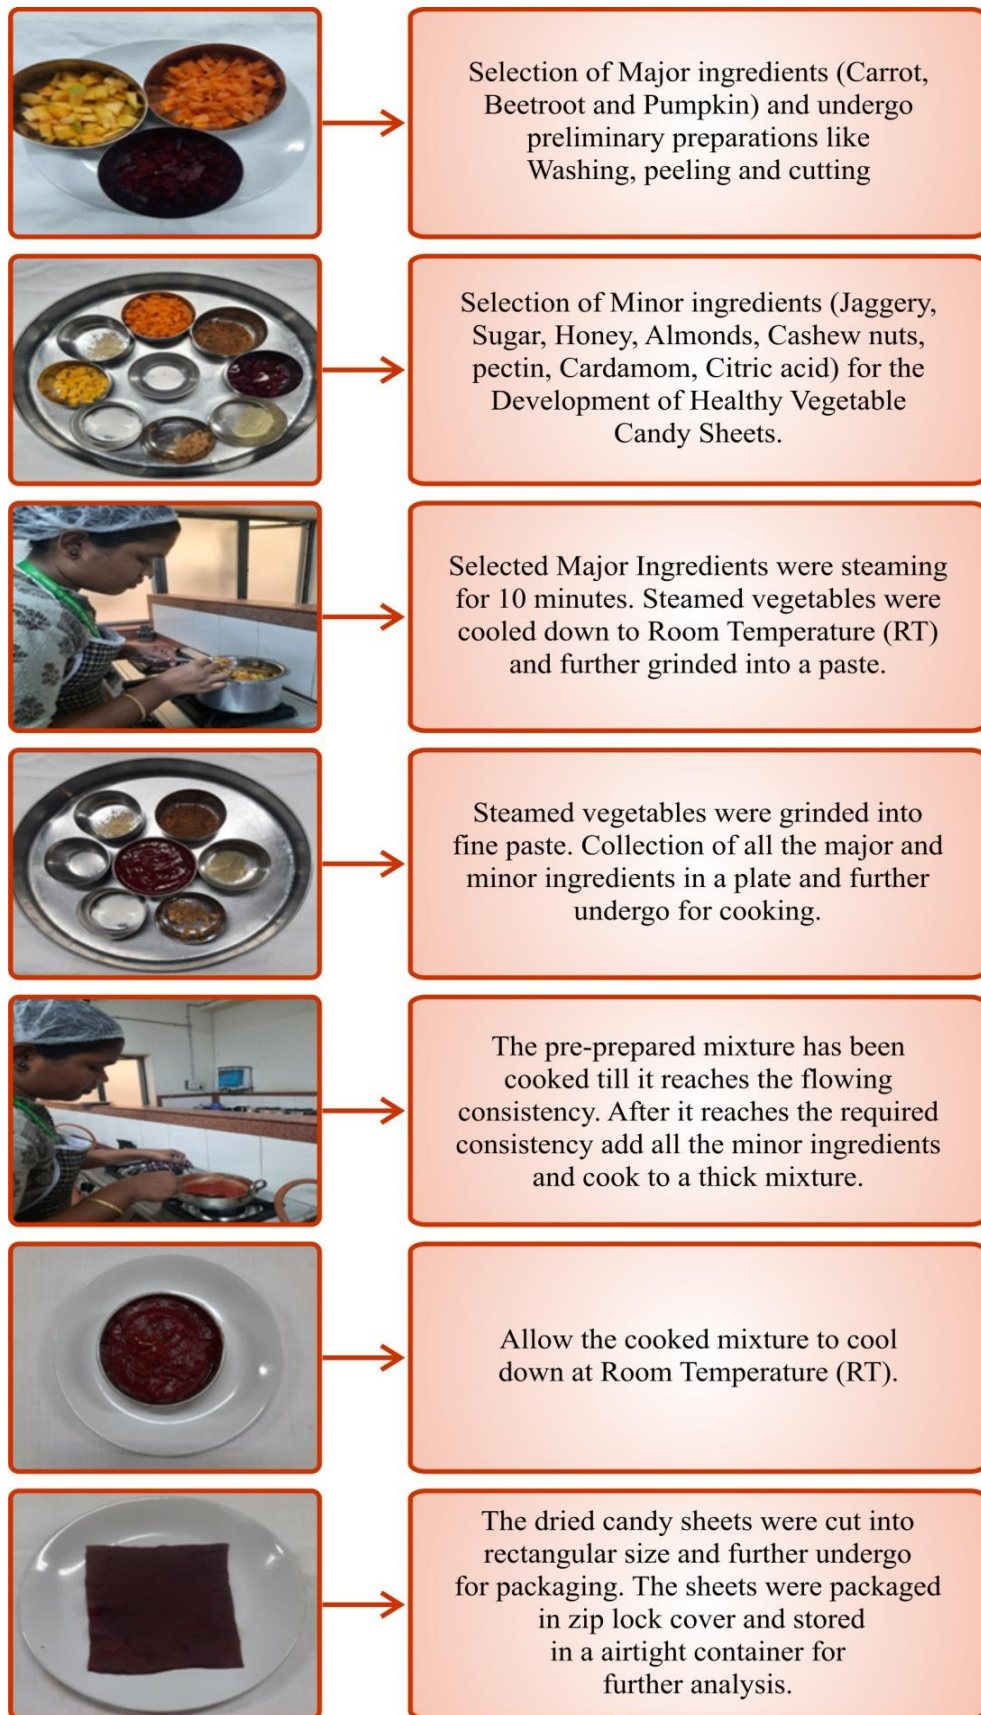 Selection of Major ingredients (Carrot,
Beetroot and Pumpkin) and undergo
preliminary preparations like
Washing, peeling and cutting
Selection of Minor ingredients (Jaggery,
Sugar, Honey, Almonds, Cashew nuts,
pectin, Cardamom, Citric acid) for the
Development of Healthy Vegetable
Candy Sheets.
Selected Major Ingredients were steaming
for 10 minutes. Steamed vegetables were
cooled down to Room Temperature (RT)
and further grinded into a paste.
Steamed vegetables were grinded into
fine paste. Collection of all the major and
minor ingredients in a plate and further
undergo for cooking.
The pre-prepared mixture has been
cooked till it reaches the flowing
consistency. After it reaches the required
consistency add all the minor ingredients
and cook to a thick mixture.
Allow the cooked mixture to cool
down at Room Temperature (RT).
The dried candy sheets were cut into
rectangular size and further undergo
for packaging. The sheets were packaged
in zip lock cover and stored
in a airtight container for
further analysis.